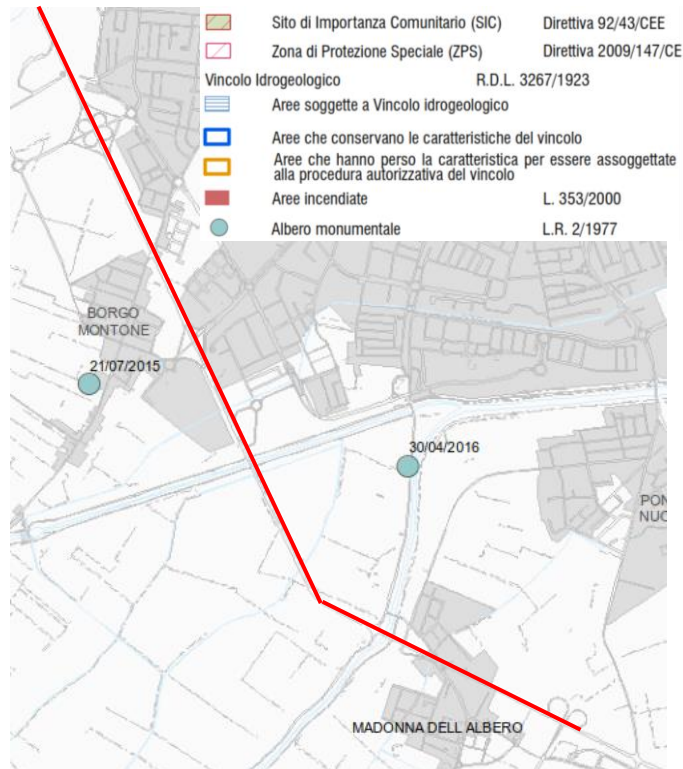 Sito di Importanza Comunitario (SIC) Direttiva 92/43/CEE
Zona di Protezione Speciale (ZPS) Direttiva 2009/147/CE
Vincolo Idrogeologico R.D.L. 3267/1923
Aree soggette a Vincolo idrogeologico
Aree che conservano le caratteristiche del vincolo
Aree che hanno perso la caratteristica per essere assoggettate
alla procedura autorizzativa del vincolo
Aree incendiate L. 353/2000
Albero monumentale L.R. 2/1977
BORGO
MONTONE
21/07/2015
30/04/2016
PON
NUO
MADONNA DELL ALBERO